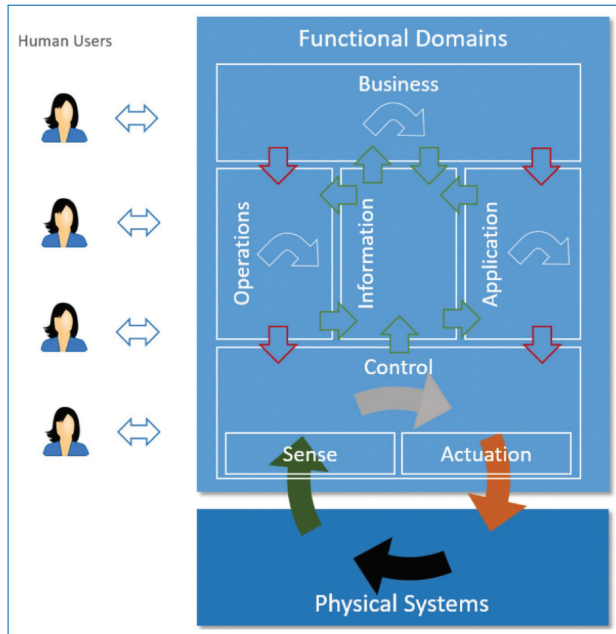 Human Users
Functional Domains
Business
Operations
Information
Application
Control
Sense
Actuation
Physical Systems